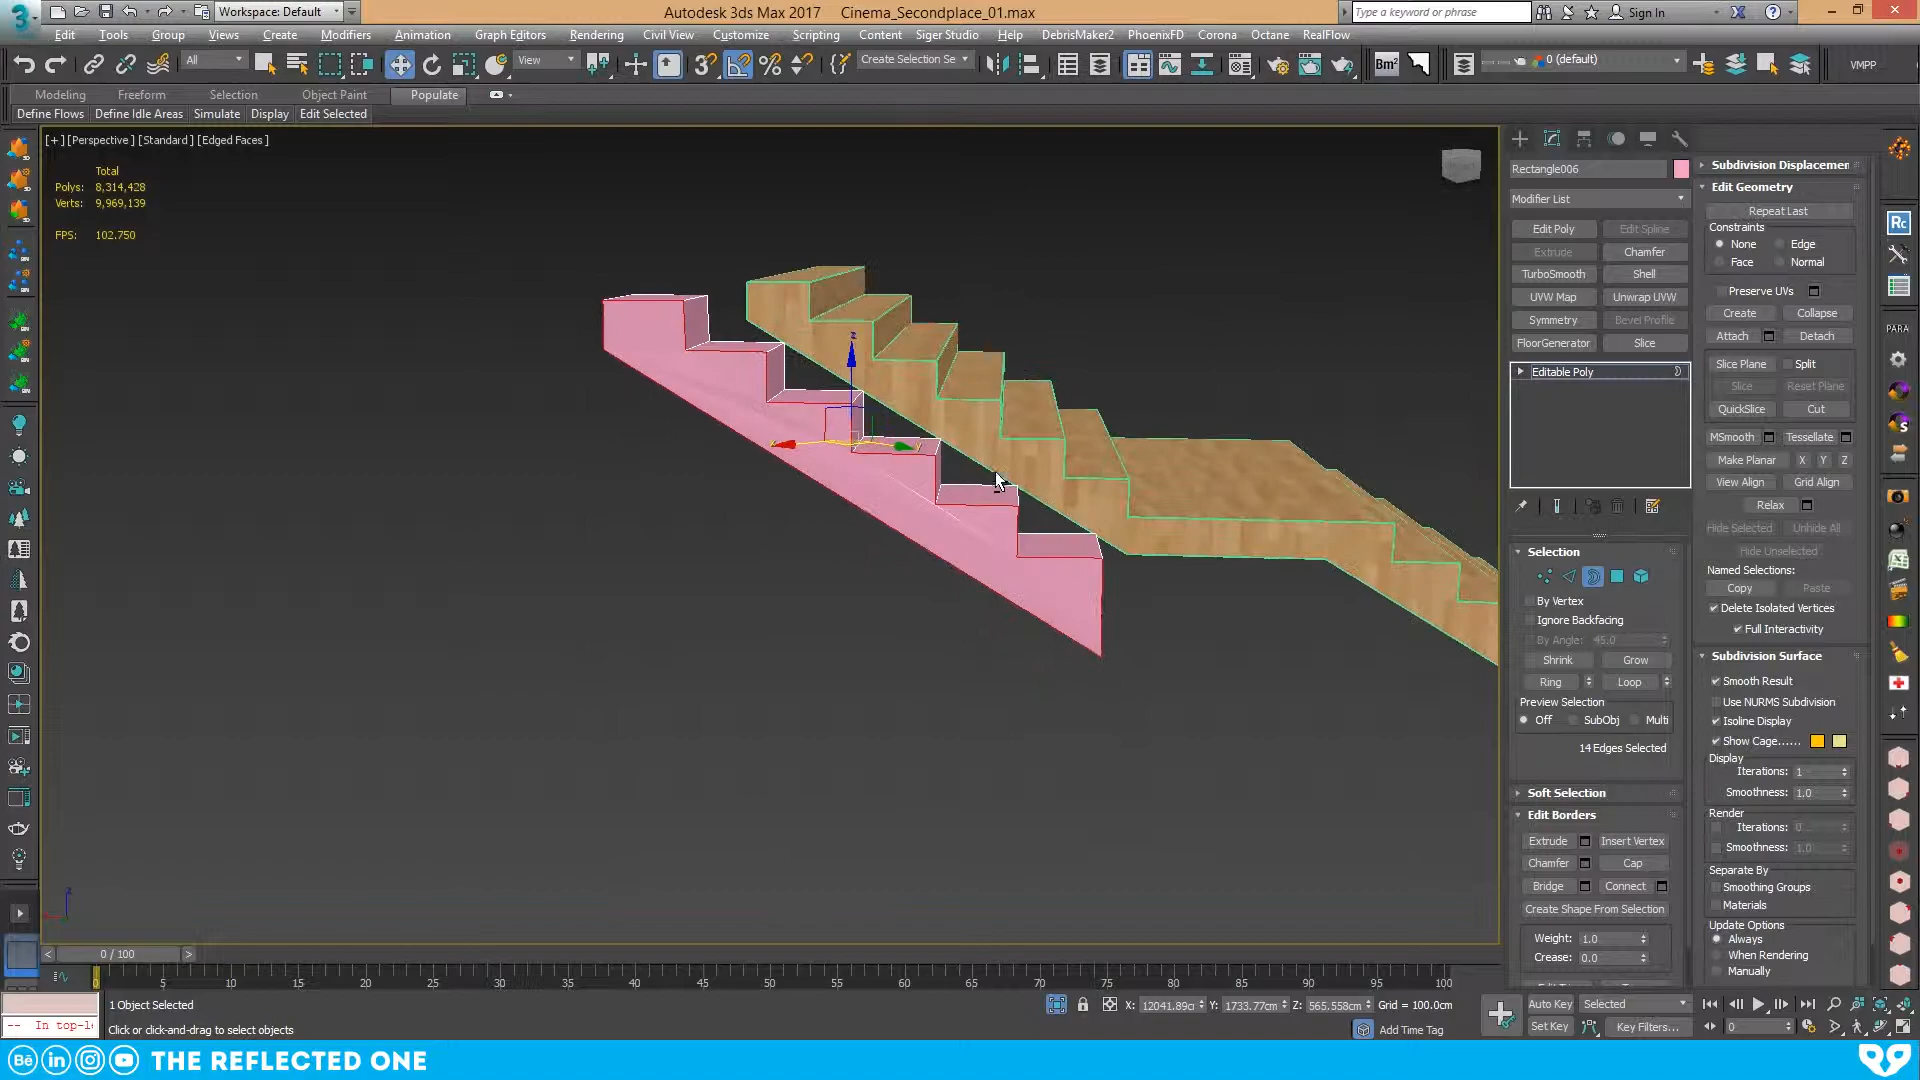 Workspace: Default
Autodesk 3ds Max 2017 Cinema_Secondplace_01.max
Type a keyword or phrase
Sign In
Edit Tools Group Views Create Modifiers Animation Graph Editors Rendering Civil View Customize Scripting Content Siger Studio Help DebrisMaker2 PhoenixFD Corona Octane RealFlow
All View Create Selection Se Bm² 0 (default) VMPP
Modeling Freeform Selection Object Paint Populate
Define Flows Define Idle Areas Simulate Display Edit Selected
[+] [Perspective] [Standard] [Edged Faces]
Total
Polys: 8,314,428
Verts: 9,969,139
FPS: 102.750
Rectangle006
Modifier List
Edit Poly Edit Spline
Extrude Chamfer
TurboSmooth Shell
UVW Map Unwrap UVW
Symmetry Bevel Profile
FloorGenerator Slice
Editable Poly
Selection
By Vertex
Ignore Backfacing
By Angle: 45.0
Shrink Grow
Ring Loop
Preview Selection
Off SubObj Multi
14 Edges Selected
Soft Selection
Edit Borders
Extrude Insert Vertex
Chamfer Cap
Bridge Connect
Create Shape From Selection
Weight: 1.0
Crease: 0.0
Subdivision Displacemen
Edit Geometry
Repeat Last
Constraints
None Edge
Face Normal
Preserve UVs
Create Collapse
Attach Detach
Slice Plane Split
Slice Reset Plane
QuickSlice Cut
MSmooth Tessellate
Make Planar X Y Z
View Align Grid Align
Relax
Hide Selected Unhide All
Hide Unselected
Named Selections:
Copy Paste
Delete Isolated Vertices
Full Interactivity
Subdivision Surface
Smooth Result
Use NURMS Subdivision
Isoline Display
Show Cage......
Display
Iterations: 1
Smoothness: 1.0
Render
Iterations: 0
Smoothness: 1.0
Separate By
Smoothing Groups
Materials
Update Options
Always
When Rendering
Manually
Rc
PARA
0 / 100
0 5 10 15 20 25 30 35 40 45 50 55 60 65 70 75 80 85 90 95 100
1 Object Selected
X: 12041.89c Y: 1733.77cm Z: 565.558cm Grid = 100.0cm
Auto Key Selected
-- In top-l
Click or click-and-drag to select objects
Add Time Tag
Set Key Key Filters... 0
Bē in THE REFLECTED ONE